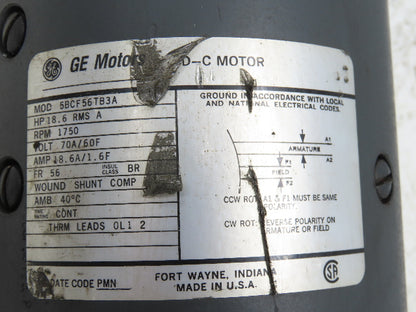 GE Motors D-C MOTOR
MOD 5BCF56TB3A
HP 18.6 RMS A
RPM 1750
VOLT 70A/60F
AMP 18.6A/1.6F
FR 56 INSUL CLASS BR
WOUND SHUNT COMP
AMB 40°C
TIME RATING CONT
THRM LEADS OL1 2
DATE CODE PMN
GROUND IN ACCORDANCE WITH LOCAL
AND NATIONAL ELECTRICAL CODES.
A1
ARMATURE
A2
F1
FIELD
F2
CCW ROT: A1 & F1 MUST BE SAME
POLARITY.
CW ROT: REVERSE POLARITY ON
ARMATURE OR FIELD
FORT WAYNE, INDIANA
MADE IN U.S.A.